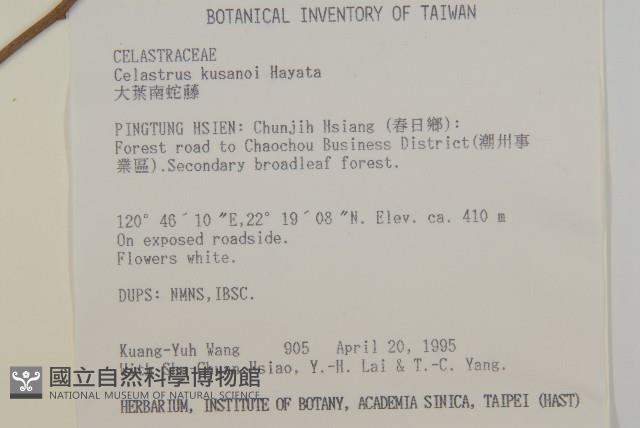 BOTANICAL INVENTORY OF TAIWAN
CELASTRACEAE
Celastrus kusanoi Hayata
大葉南蛇藤
PINGTUNG HSIEN: Chunjih Hsiang (春日鄉):
Forest road to Chaochou Business District(潮州事
業區).Secondary broadleaf forest.
120° 46´10 ″E,22° 19´08 ″N. Elev. ca. 410 m
On exposed roadside.
Flowers white.
DUPS: NMNS,IBSC.
Kuang-Yuh Wang 905 April 20, 1995
With Hsiao, Y.-H. Lai & T.-C. Yang.
國立自然科學博物館
NATIONAL MUSEUM OF NATURAL SCIENCE
HERBARIUM, INSTITUTE OF BOTANY, ACADEMIA SINICA, TAIPEI (HAST)